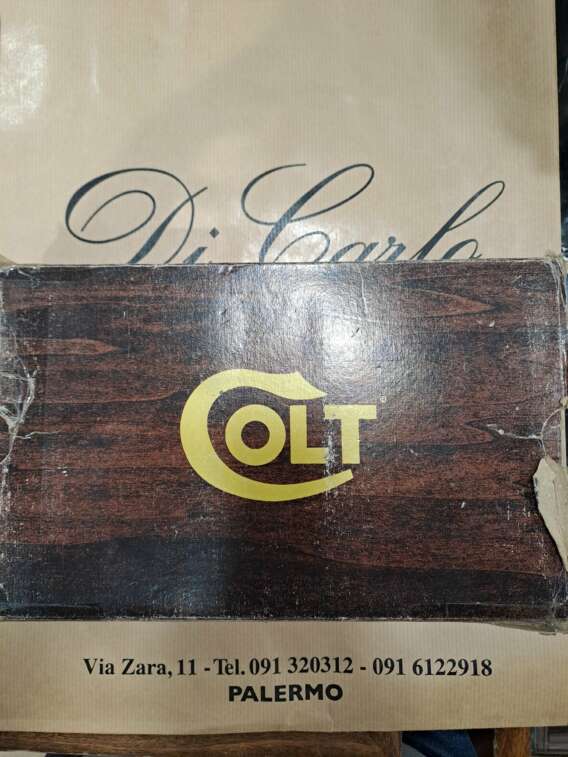 Di Carlo
COLT®
Via Zara, 11 - Tel. 091 320312 - 091 6122918
PALERMO